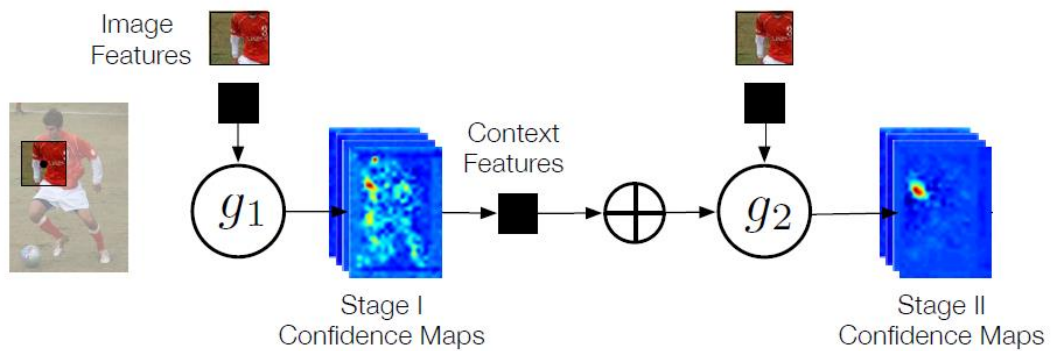 Image
Features
g1
Context
Features
g2
Stage I
Confidence Maps
Stage II
Confidence Maps